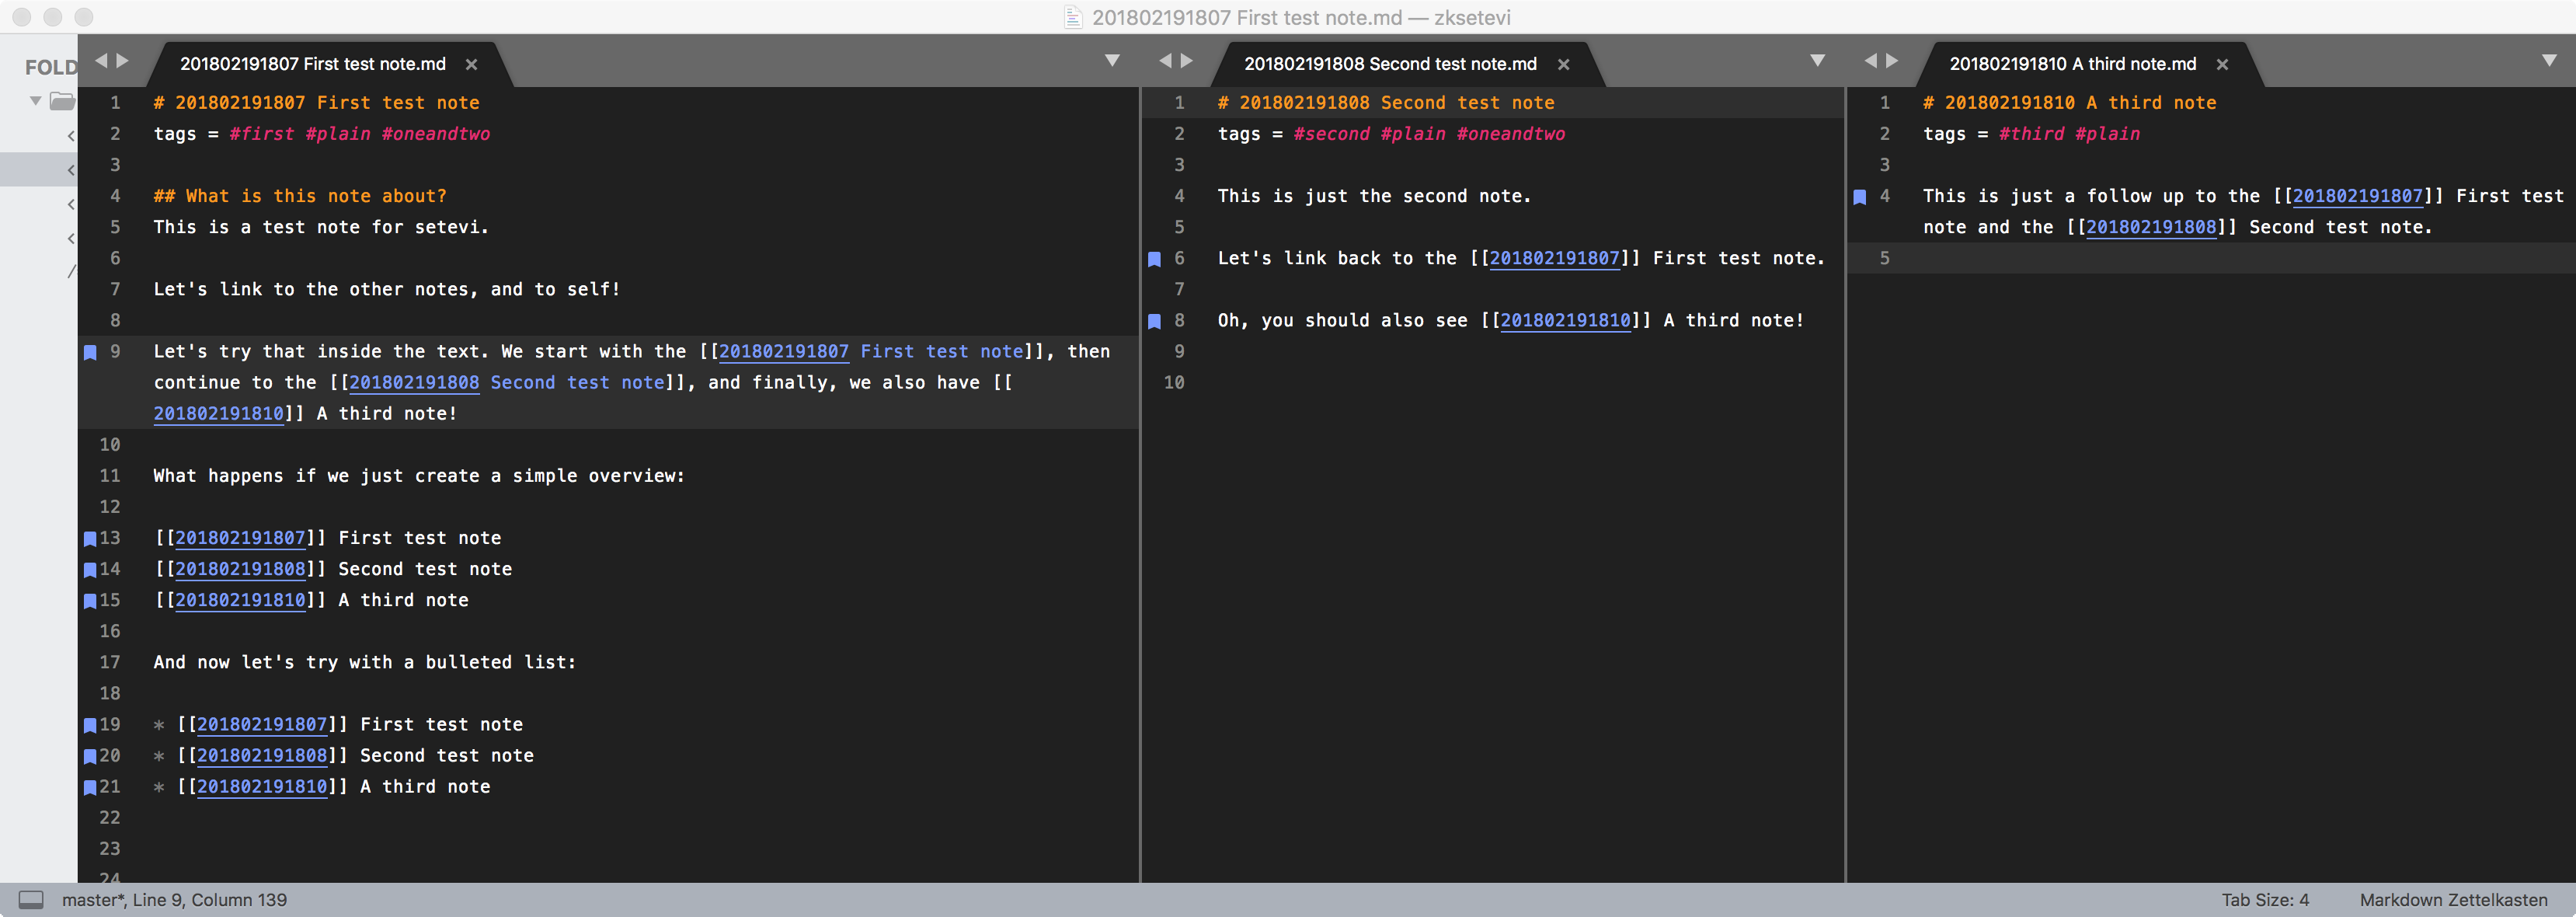 201802191807 First test note.md — zksetevi
FOLD
201802191807 First test note.md ×
1 # 201802191807 First test note
2 tags = #first #plain #oneandtwo
3
4 ## What is this note about?
5 This is a test note for setevi.
6
7 Let's link to the other notes, and to self!
8
9 Let's try that inside the text. We start with the [[201802191807 First test note]], then
continue to the [[201802191808 Second test note]], and finally, we also have [[
201802191810]] A third note!
10
11 What happens if we just create a simple overview:
12
13 [[201802191807]] First test note
14 [[201802191808]] Second test note
15 [[201802191810]] A third note
16
17 And now let's try with a bulleted list:
18
19 * [[201802191807]] First test note
20 * [[201802191808]] Second test note
21 * [[201802191810]] A third note
22
23
24
201802191808 Second test note.md ×
1 # 201802191808 Second test note
2 tags = #second #plain #oneandtwo
3
4 This is just the second note.
5
6 Let's link back to the [[201802191807]] First test note.
7
8 Oh, you should also see [[201802191810]] A third note!
9
10
201802191810 A third note.md ×
1 # 201802191810 A third note
2 tags = #third #plain
3
4 This is just a follow up to the [[201802191807]] First test
note and the [[201802191808]] Second test note.
5
master*, Line 9, Column 139
Tab Size: 4
Markdown Zettelkasten